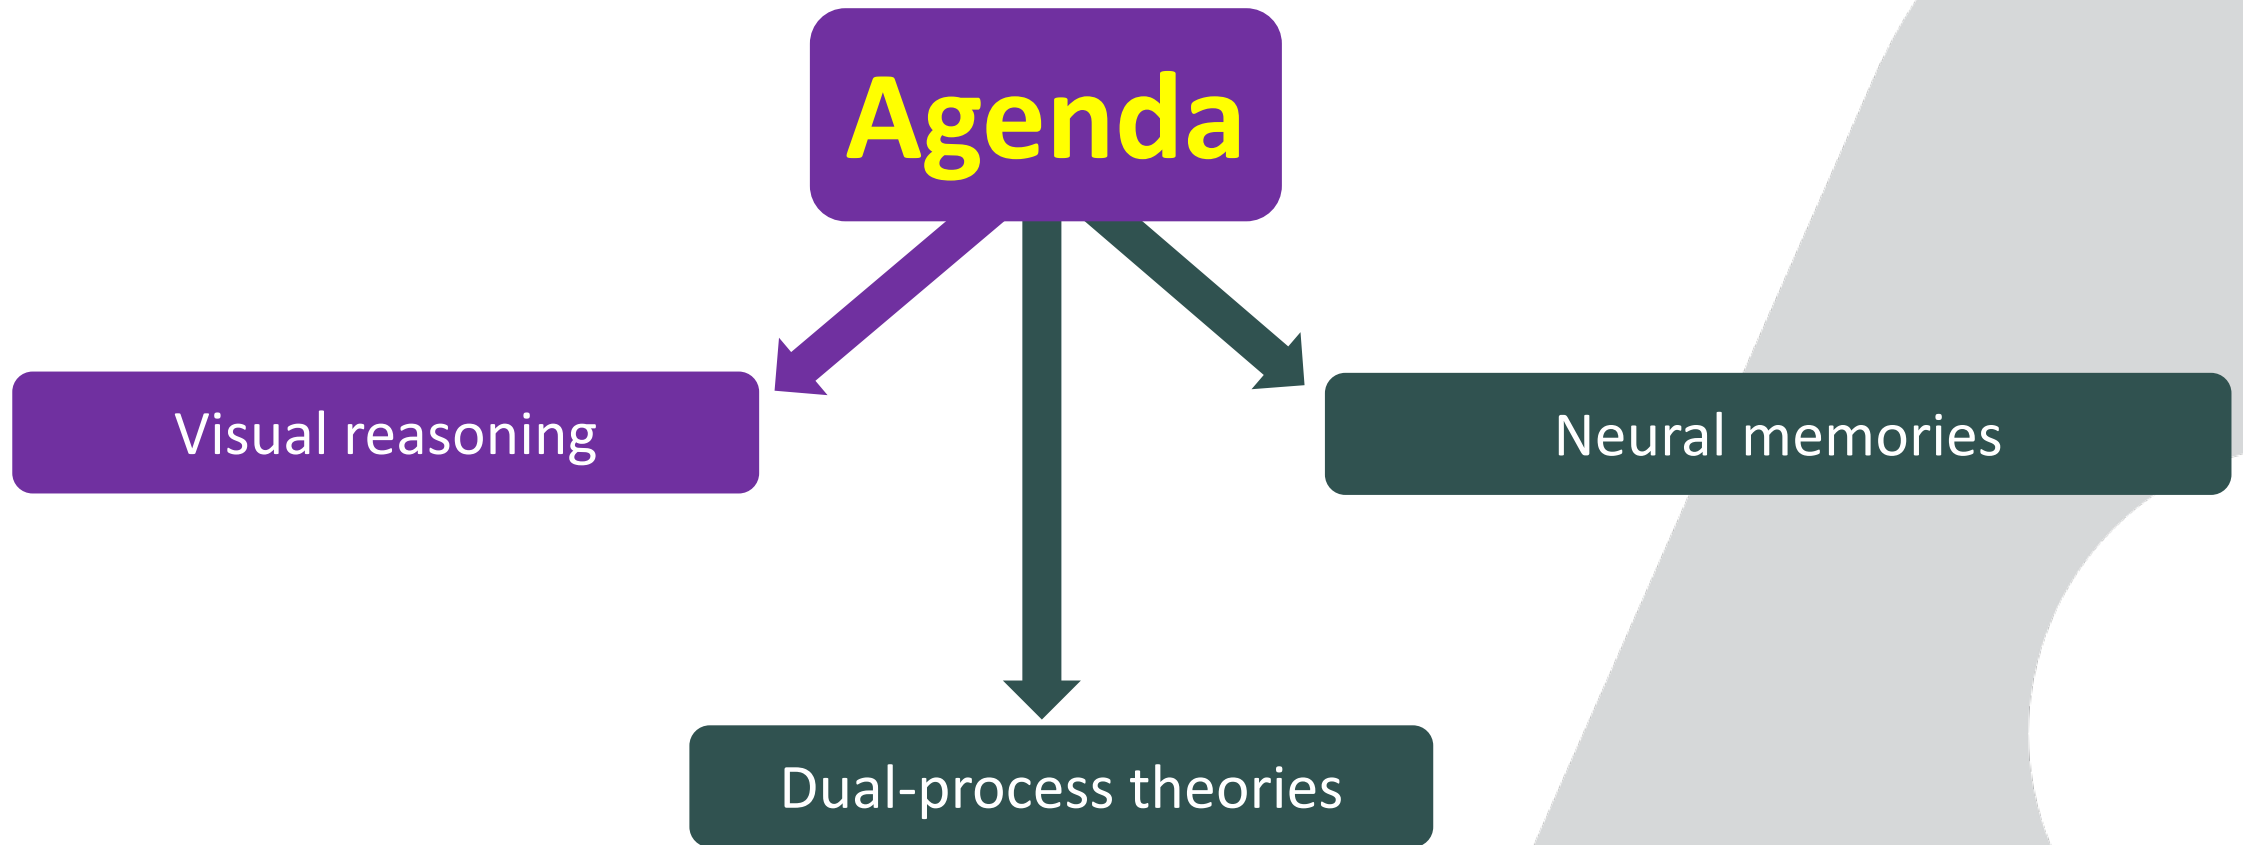 Agenda
Visual reasoning
Neural memories
Dual-process theories